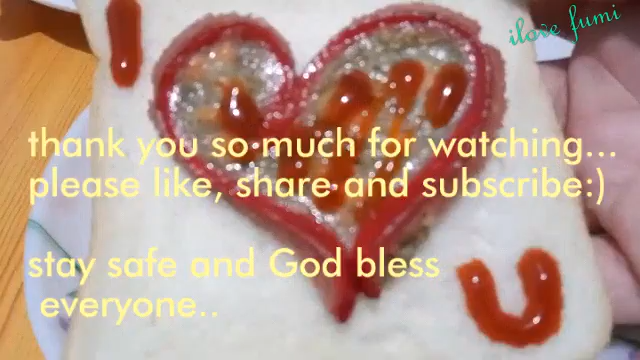 ilove fumi
I
thank you so much for watching...
please like, share and subscribe:)
stay safe and God bless
everyone..
U